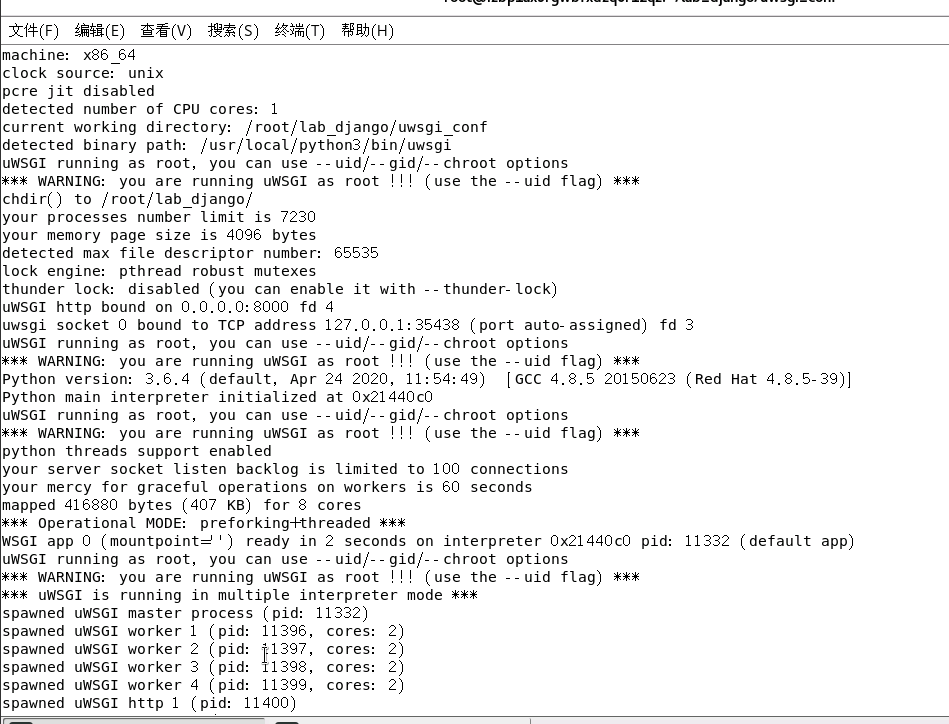 文件(F) 编辑(E) 查看(V) 搜索(S) 终端(T) 帮助(H)
machine: x86_64
clock source: unix
pcre jit disabled
detected number of CPU cores: 1
current working directory: /root/lab_django/uwsgi_conf
detected binary path: /usr/local/python3/bin/uwsgi
uWSGI running as root, you can use --uid/--gid/--chroot options
*** WARNING: you are running uWSGI as root !!! (use the --uid flag) ***
chdir() to /root/lab_django/
your processes number limit is 7230
your memory page size is 4096 bytes
detected max file descriptor number: 65535
lock engine: pthread robust mutexes
thunder lock: disabled (you can enable it with --thunder-lock)
uWSGI http bound on 0.0.0.0:8000 fd 4
uwsgi socket 0 bound to TCP address 127.0.0.1:35438 (port auto-assigned) fd 3
uWSGI running as root, you can use --uid/--gid/--chroot options
*** WARNING: you are running uWSGI as root !!! (use the --uid flag) ***
Python version: 3.6.4 (default, Apr 24 2020, 11:54:49)  [GCC 4.8.5 20150623 (Red Hat 4.8.5-39)]
Python main interpreter initialized at 0x21440c0
uWSGI running as root, you can use --uid/--gid/--chroot options
*** WARNING: you are running uWSGI as root !!! (use the --uid flag) ***
python threads support enabled
your server socket listen backlog is limited to 100 connections
your mercy for graceful operations on workers is 60 seconds
mapped 416880 bytes (407 KB) for 8 cores
*** Operational MODE: preforking+threaded ***
WSGI app 0 (mountpoint='') ready in 2 seconds on interpreter 0x21440c0 pid: 11332 (default app)
uWSGI running as root, you can use --uid/--gid/--chroot options
*** WARNING: you are running uWSGI as root !!! (use the --uid flag) ***
*** uWSGI is running in multiple interpreter mode ***
spawned uWSGI master process (pid: 11332)
spawned uWSGI worker 1 (pid: 11396, cores: 2)
spawned uWSGI worker 2 (pid: 11397, cores: 2)
spawned uWSGI worker 3 (pid: 11398, cores: 2)
spawned uWSGI worker 4 (pid: 11399, cores: 2)
spawned uWSGI http 1 (pid: 11400)